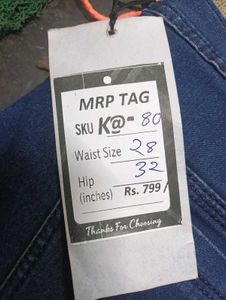 MRP TAG
SKU K@- 80
Waist Size 28
Hip 32
(inches) Rs. 799/
Thanks For Choosing